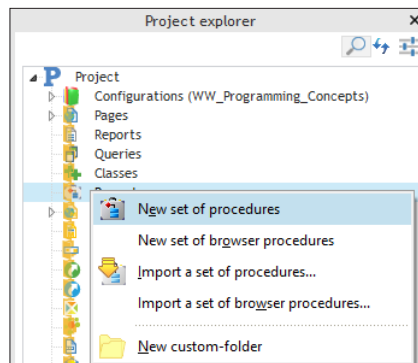 Project explorer
Project
Configurations (WW_Programming_Concepts)
Pages
Reports
Queries
Classes
New set of procedures
New set of browser procedures
Import a set of procedures...
Import a set of browser procedures...
New custom-folder